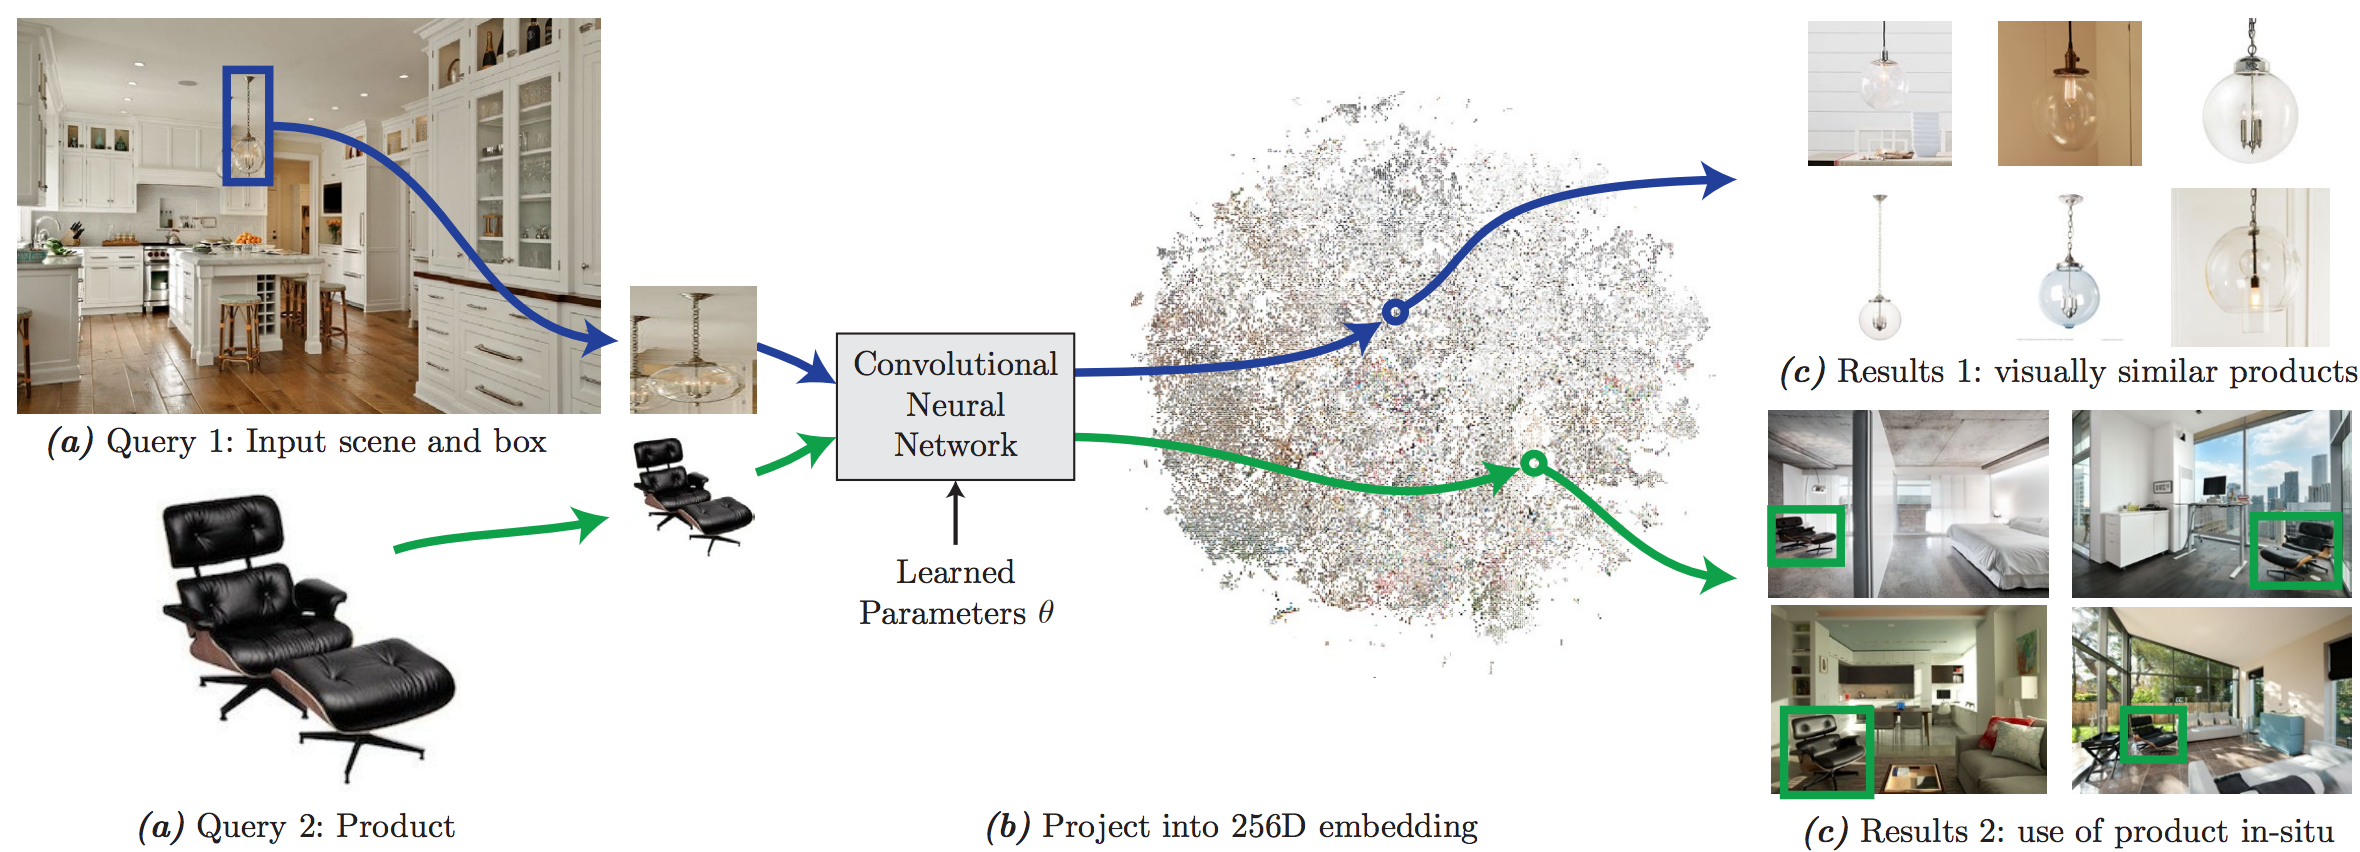 (a) Query 1: Input scene and box
(a) Query 2: Product
Convolutional
Neural
Network
Learned
Parameters θ
(b) Project into 256D embedding
(c) Results 1: visually similar products
(c) Results 2: use of product in-situ